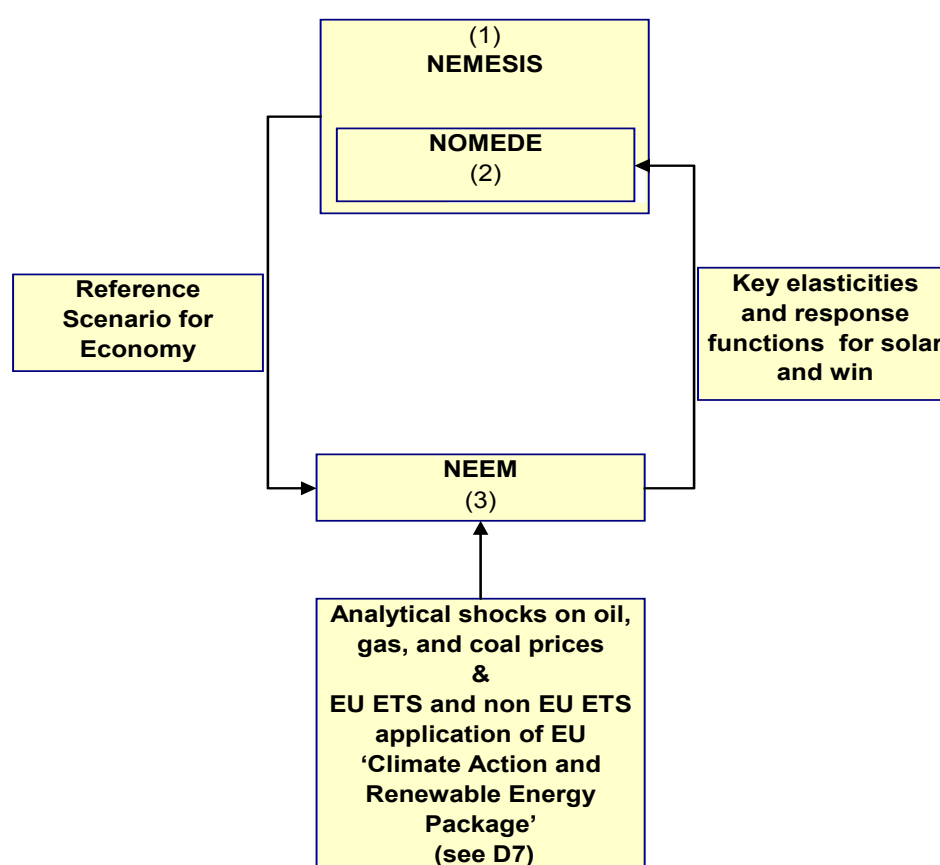 (1)
NEMESIS
NOMEDE
(2)
Reference
Scenario for
Economy
Key elasticities
and response
functions for solar
and win
NEEM
(3)
Analytical shocks on oil,
gas, and coal prices
&
EU ETS and non EU ETS
application of EU
‘Climate Action and
Renewable Energy
Package’
(see D7)